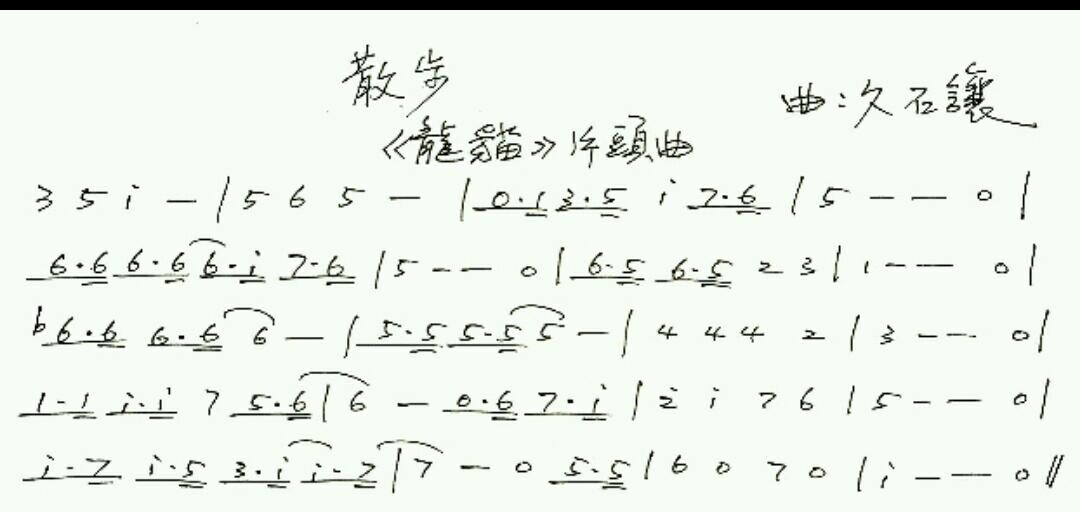 散步
曲:久石讓
《龍貓》片頭曲
3 5 i - | 5 6 5 - | 0·1 3·5 i 7·6 | 5 - - 0 |
6·6 6·6 6·i 7·6 | 5 - - 0 | 6·5 6·5 2 3 | 1 - - 0 |
b6·6 6·6 6 - | 5·5 5·5 5 - | 4 4 4 2 | 3 - - 0 |
1·1 i·i 7 5·6 | 6 - 0·6 7·i | 2̇ i 7 6 | 5 - - 0 |
i·7 i·5 3·i i·7 | 7 - 0 5·5 | 6 0 7 0 | i - - 0 ‖